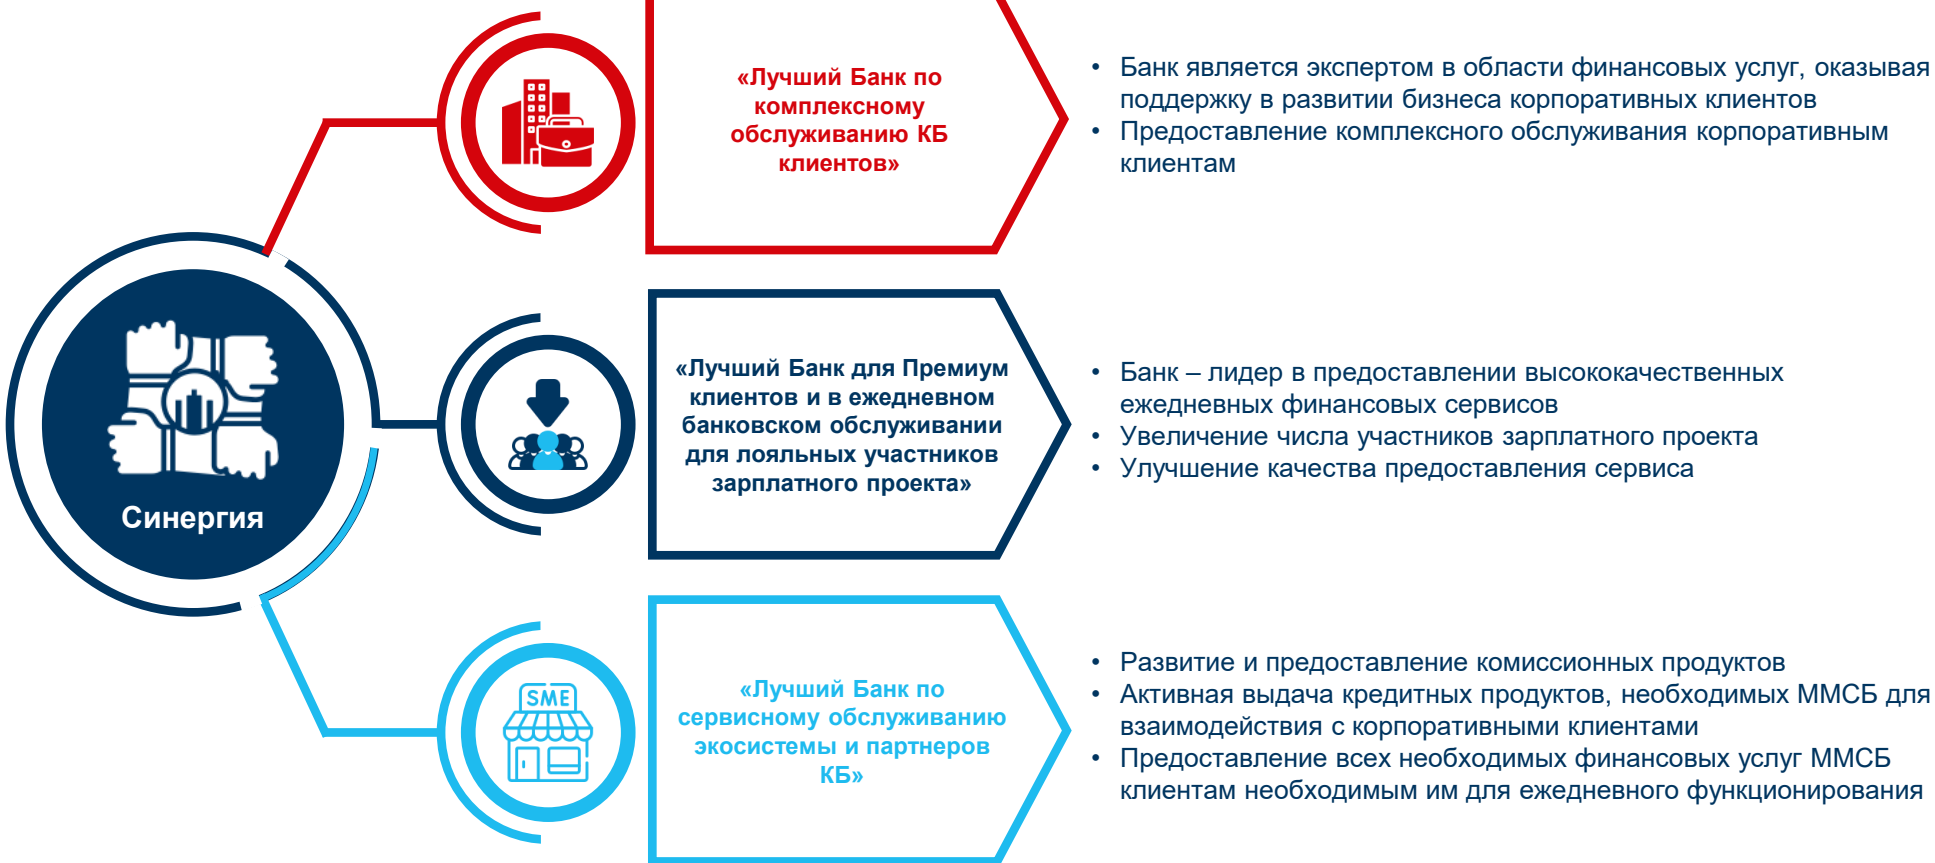 «Лучший Банк по
комплексному
обслуживанию КБ
клиентов»
• Банк является экспертом в области финансовых услуг, оказывая
поддержку в развитии бизнеса корпоративных клиентов
• Предоставление комплексного обслуживания корпоративным
клиентам
Синергия
«Лучший Банк для Премиум
клиентов и в ежедневном
банковском обслуживании
для лояльных участников
зарплатного проекта»
• Банк – лидер в предоставлении высококачественных
ежедневных финансовых сервисов
• Увеличение числа участников зарплатного проекта
• Улучшение качества предоставления сервиса
SME
«Лучший Банк по
сервисному обслуживанию
экосистемы и партнеров
КБ»
• Развитие и предоставление комиссионных продуктов
• Активная выдача кредитных продуктов, необходимых ММСБ для
взаимодействия с корпоративными клиентами
• Предоставление всех необходимых финансовых услуг ММСБ
клиентам необходимым им для ежедневного функционирования